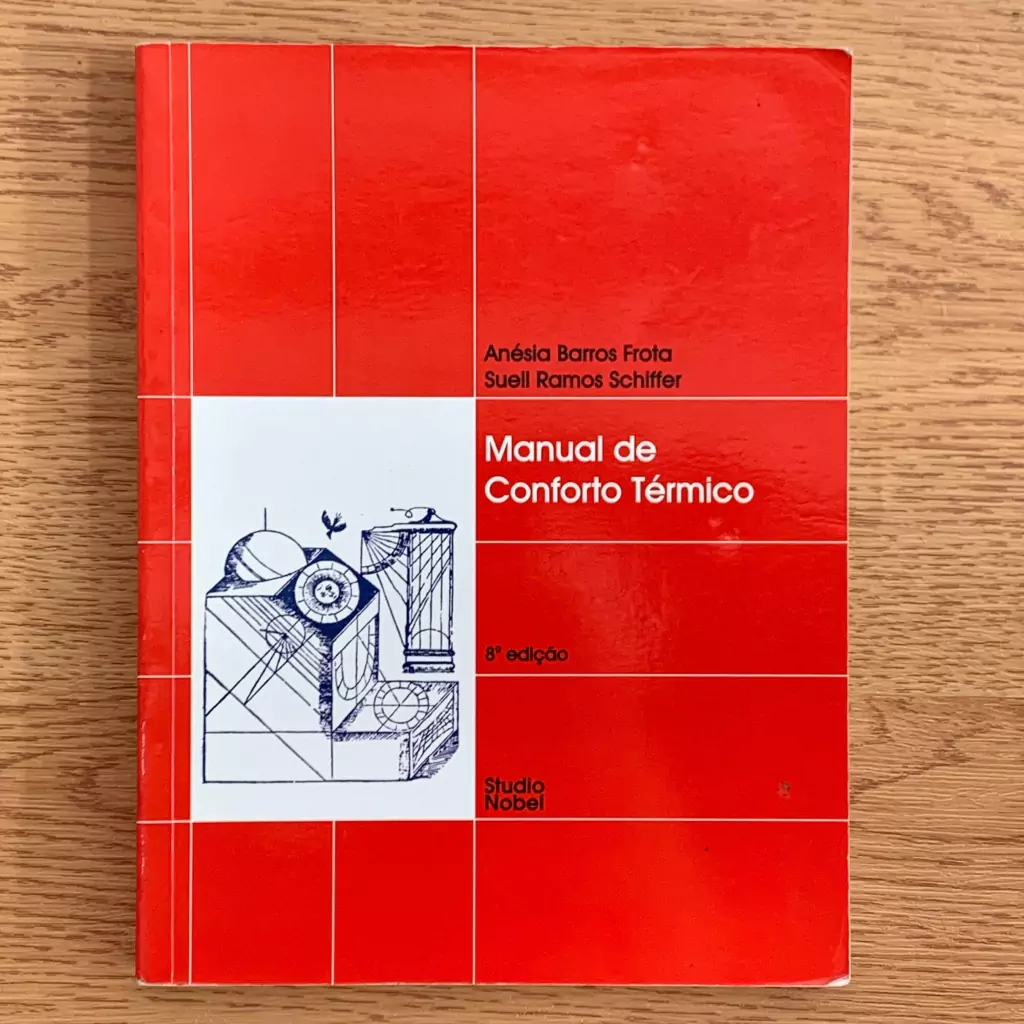 Anésia Barros Frota
Sueli Ramos Schiffer
Manual de
Conforto Térmico
8ª edição
Studio
Nobel